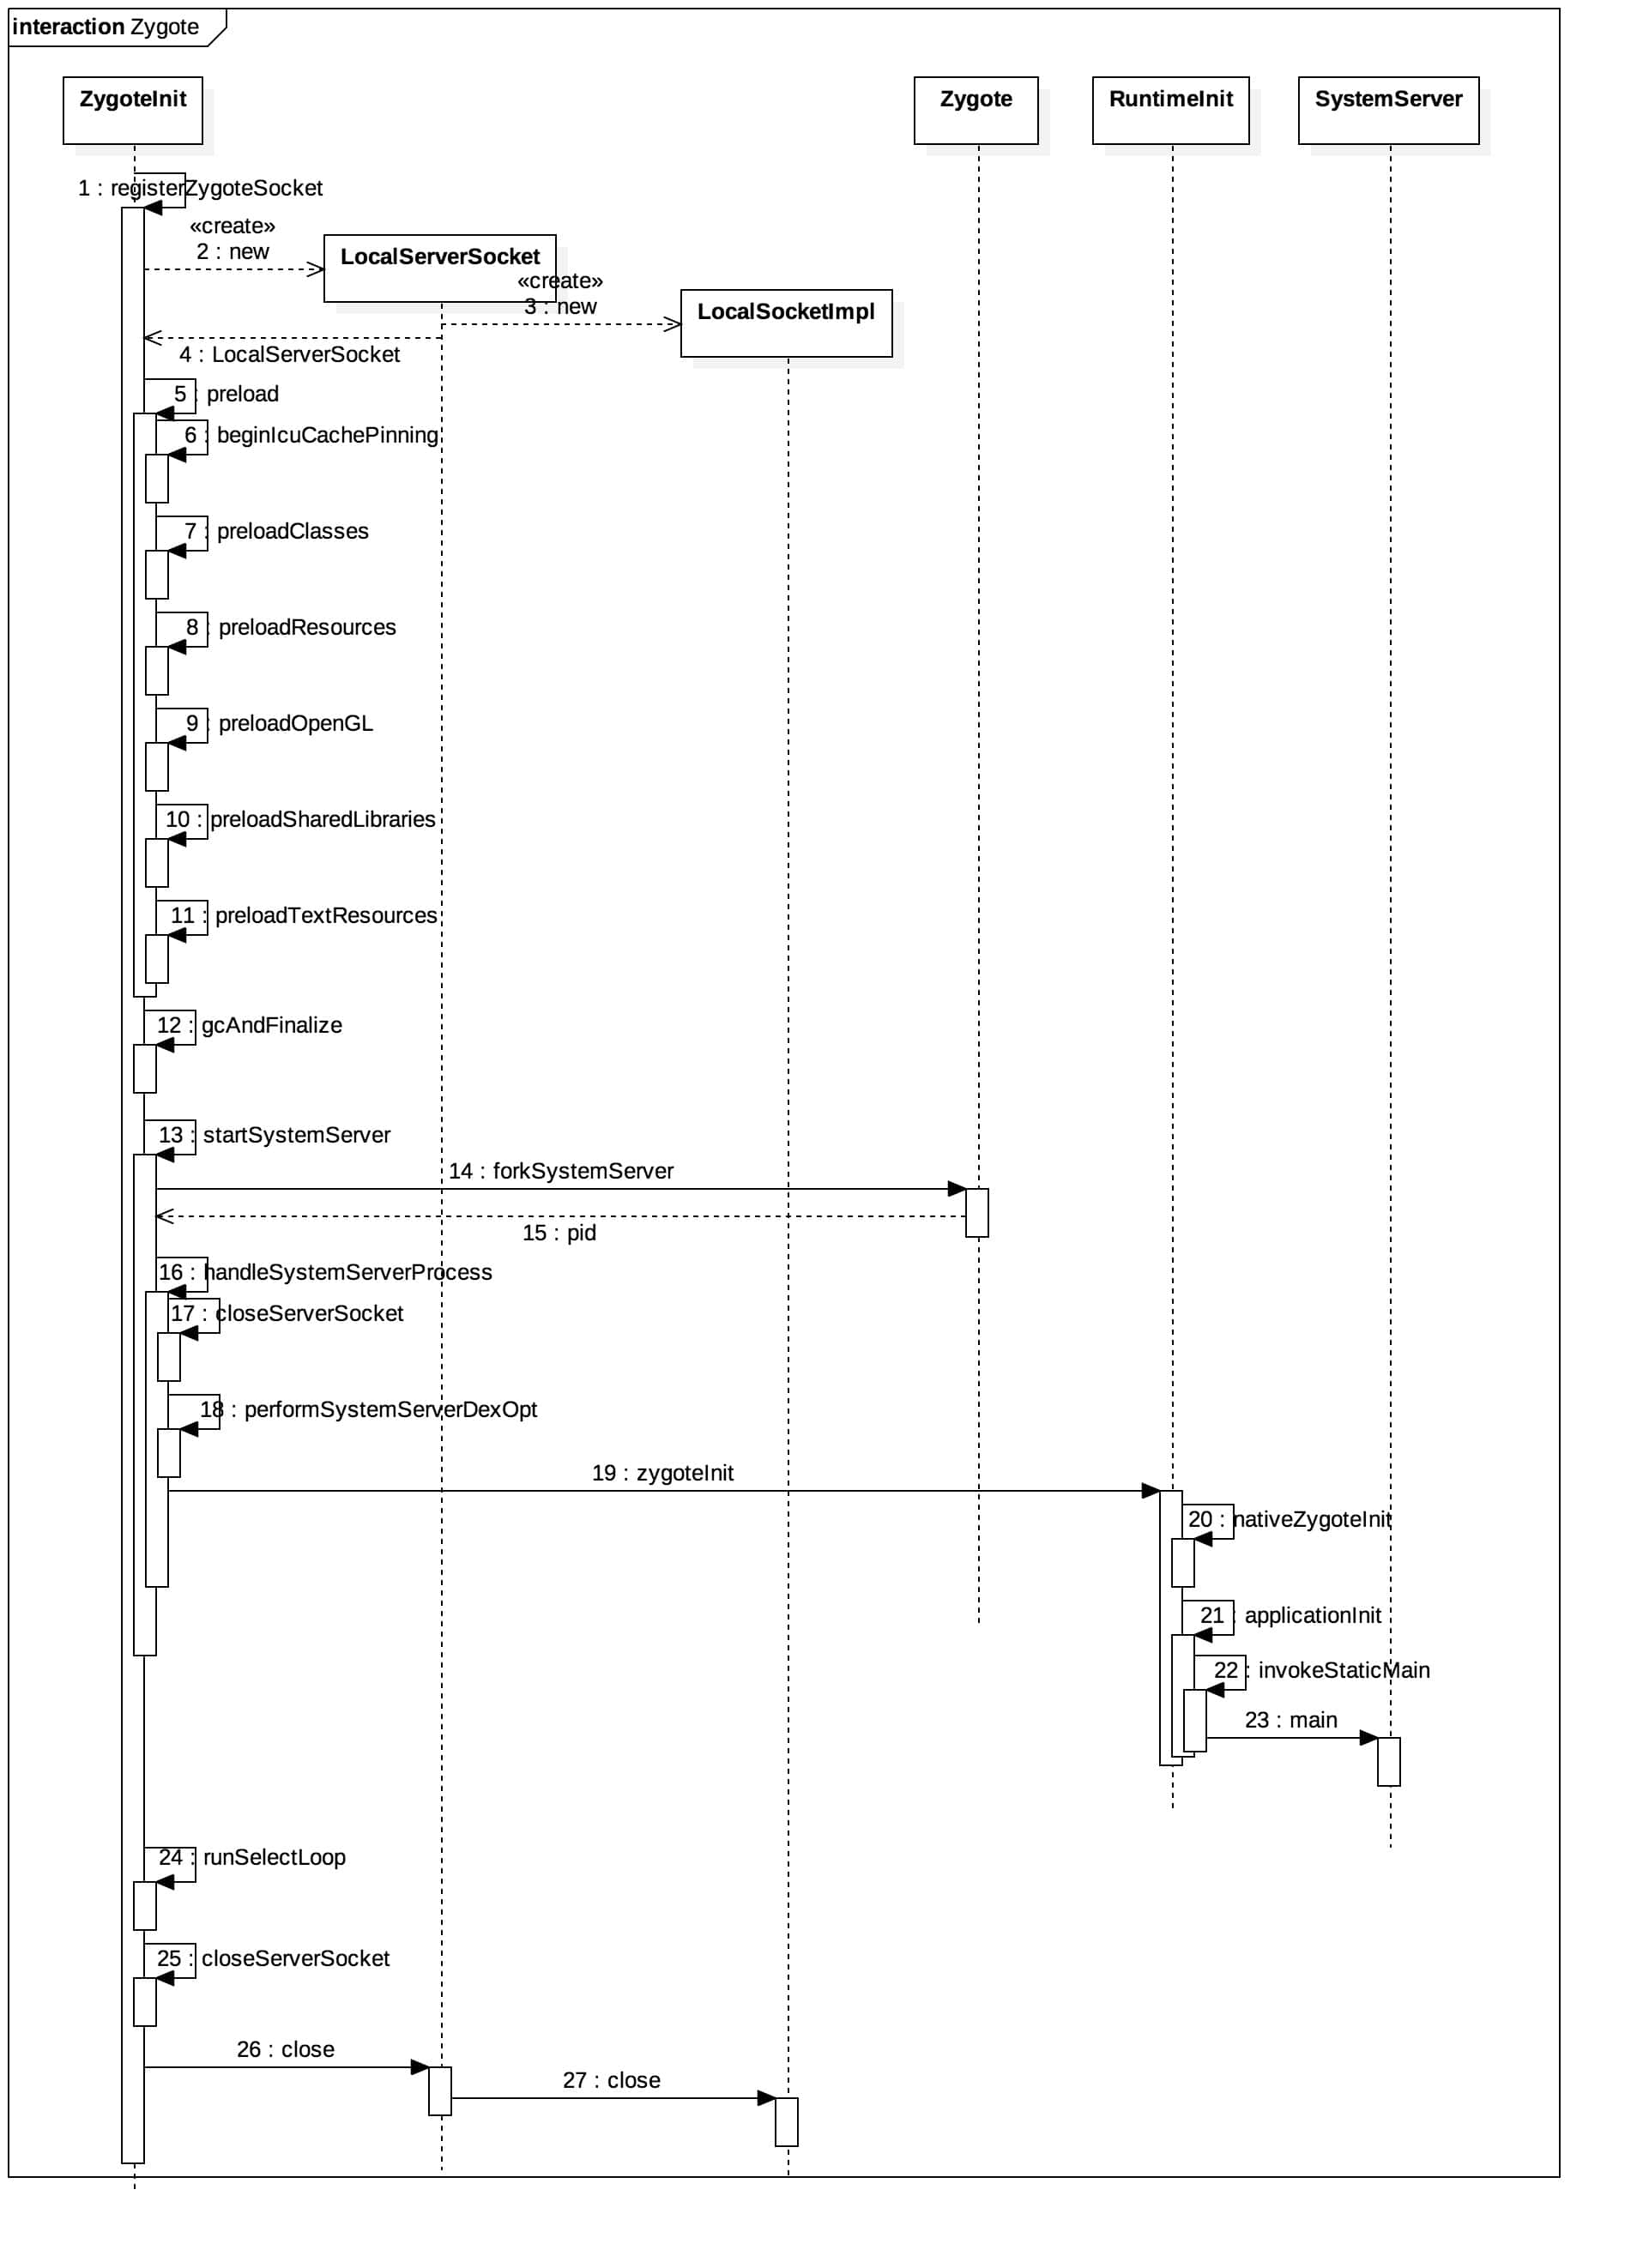 interaction Zygote
ZygoteInit
Zygote
RuntimeInit
SystemServer
1 : registerZygoteSocket
«create»
2 : new
LocalServerSocket
«create»
3 : new
LocalSocketImpl
4 : LocalServerSocket
5 : preload
6 : beginIcuCachePinning
7 : preloadClasses
8 : preloadResources
9 : preloadOpenGL
10 : preloadSharedLibraries
11 : preloadTextResources
12 : gcAndFinalize
13 : startSystemServer
14 : forkSystemServer
15 : pid
16 : handleSystemServerProcess
17 : closeServerSocket
18 : performSystemServerDexOpt
19 : zygoteInit
20 : nativeZygoteInit
21 : applicationInit
22 : invokeStaticMain
23 : main
24 : runSelectLoop
25 : closeServerSocket
26 : close
27 : close